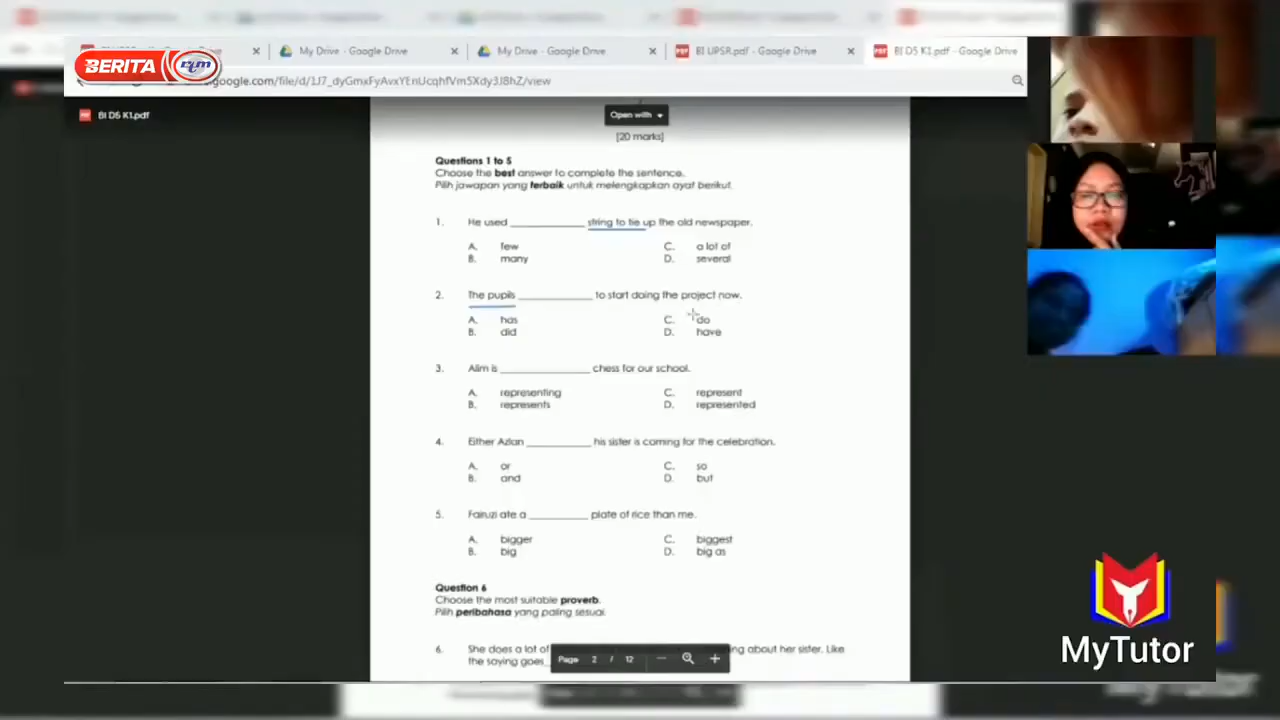 BERITA rtm
My Drive - Google Drive
My Drive - Google Drive
BI UPSR.pdf - Google Drive
BI D5 K1.pdf - Google Drive
BI D5 K1.pdf
Open with
[20 marks]
Questions 1 to 5
Choose the best answer to complete the sentence.
Pilih jawapan yang terbaik untuk melengkapkan ayat berikut.
1. He used ____________ string to tie up the old newspaper.
A. few C. a lot of
B. many D. several
2. The pupils ____________ to start doing the project now.
A. has C. do
B. did D. have
3. Alim is ______________ chess for our school.
A. representing C. represent
B. represents D. represented
4. Either Azlan __________ his sister is coming for the celebration.
A. or C. so
B. and D. but
5. Fairuzi ate a _________ plate of rice than me.
A. bigger C. biggest
B. big D. big as
Question 6
Choose the most suitable proverb.
Pilih peribahasa yang paling sesuai.
6. She does a lot of about her sister. Like
the saying goes
Page 2 / 12
MyTutor